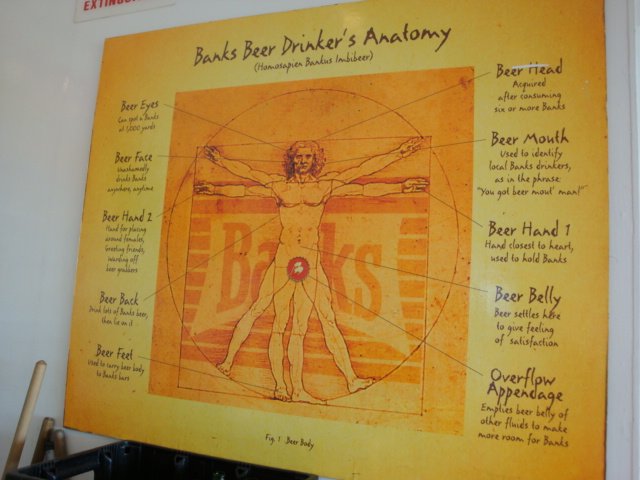 EXTING
Banks Beer Drinker's Anatomy
(Homosapien Bankus Imbibeer)
Beer Eyes
Can spot a Banks
at 1,000 yards
Beer Face
Unashamedly
drinks Banks
anywhere, anytime
Beer Hand 2
Hand for placing
around females,
Greeting friends,
warding off
beer grabbers
Beer Back
Drink lots of Banks beer,
then lie on it
Beer Feet
Used to carry beer body
to Banks bars
Banks
Beer Head
Acquired
after consuming
six or more Banks
Beer Mouth
Used to identify
local Banks drinkers,
as in the phrase
"You got beer mout' man!"
Beer Hand 1
Hand closest to heart,
used to hold Banks
Beer Belly
Beer settles here
to give feeling
of satisfaction
Overflow
Appendage
Empties beer belly of
other fluids to make
more room for Banks
Fig. 1 Beer Body